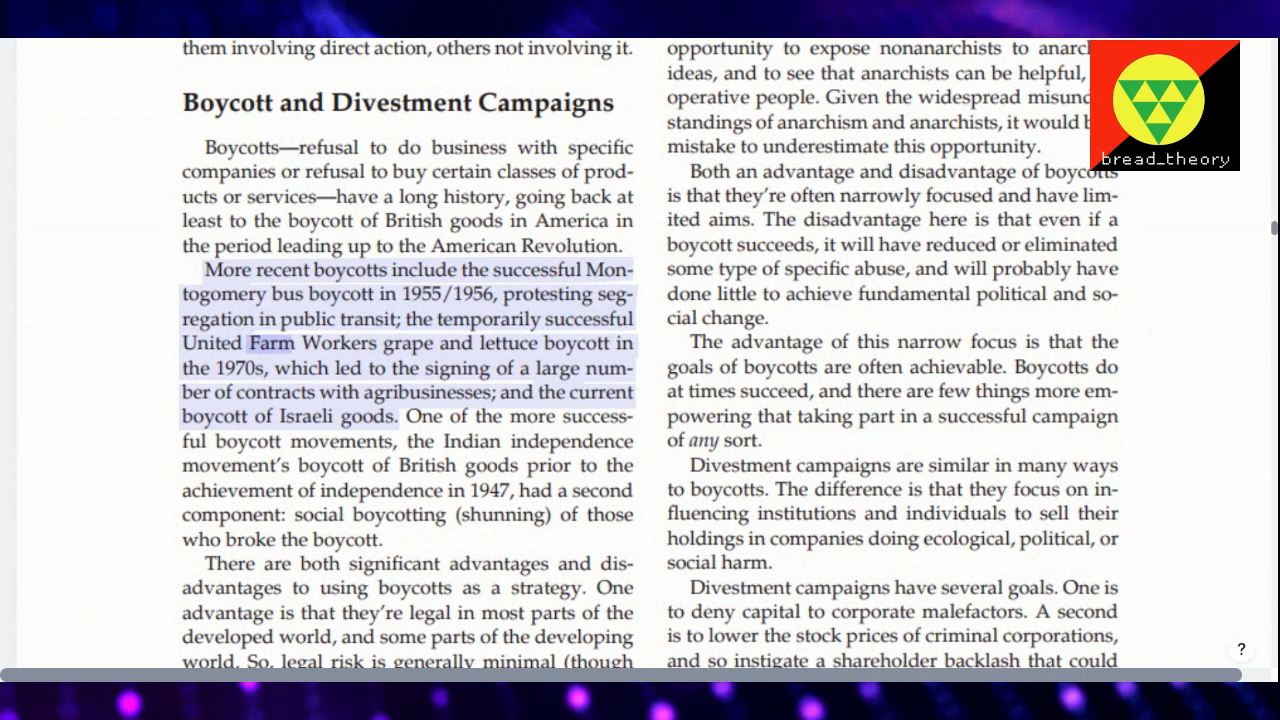 them involving direct action, others not involving it.
Boycott and Divestment Campaigns
Boycotts—refusal to do business with specific
companies or refusal to buy certain classes of prod-
ucts or services—have a long history, going back at
least to the boycott of British goods in America in
the period leading up to the American Revolution.
More recent boycotts include the successful Mon-
togomery bus boycott in 1955/1956, protesting seg-
regation in public transit; the temporarily successful
United Farm Workers grape and lettuce boycott in
the 1970s, which led to the signing of a large num-
ber of contracts with agribusinesses; and the current
boycott of Israeli goods. One of the more success-
ful boycott movements, the Indian independence
movement's boycott of British goods prior to the
achievement of independence in 1947, had a second
component: social boycotting (shunning) of those
who broke the boycott.
There are both significant advantages and dis-
advantages to using boycotts as a strategy. One
advantage is that they're legal in most parts of the
developed world, and some parts of the developing
world. So, legal risk is generally minimal (though
opportunity to expose nonanarchists to
ideas, and to see that anarchists can be helpful,
operative people. Given the widespread
standings of anarchism and anarchists, it would
mistake to underestimate this opportunity.
Both an advantage and disadvantage of boycotts
is that they're often narrowly focused and have lim-
ited aims. The disadvantage here is that even if a
boycott succeeds, it will have reduced or eliminated
some type of specific abuse, and will probably have
done little to achieve fundamental political and so-
cial change.
The advantage of this narrow focus is that the
goals of boycotts are often achievable. Boycotts do
at times succeed, and there are few things more em-
powering that taking part in a successful campaign
of any sort.
Divestment campaigns are similar in many ways
to boycotts. The difference is that they focus on in-
fluencing institutions and individuals to sell their
holdings in companies doing ecological, political, or
social harm.
Divestment campaigns have several goals. One is
to deny capital to corporate malefactors. A second
is to lower the stock prices of criminal corporations,
and so instigate a shareholder backlash that could
bread_theory
?